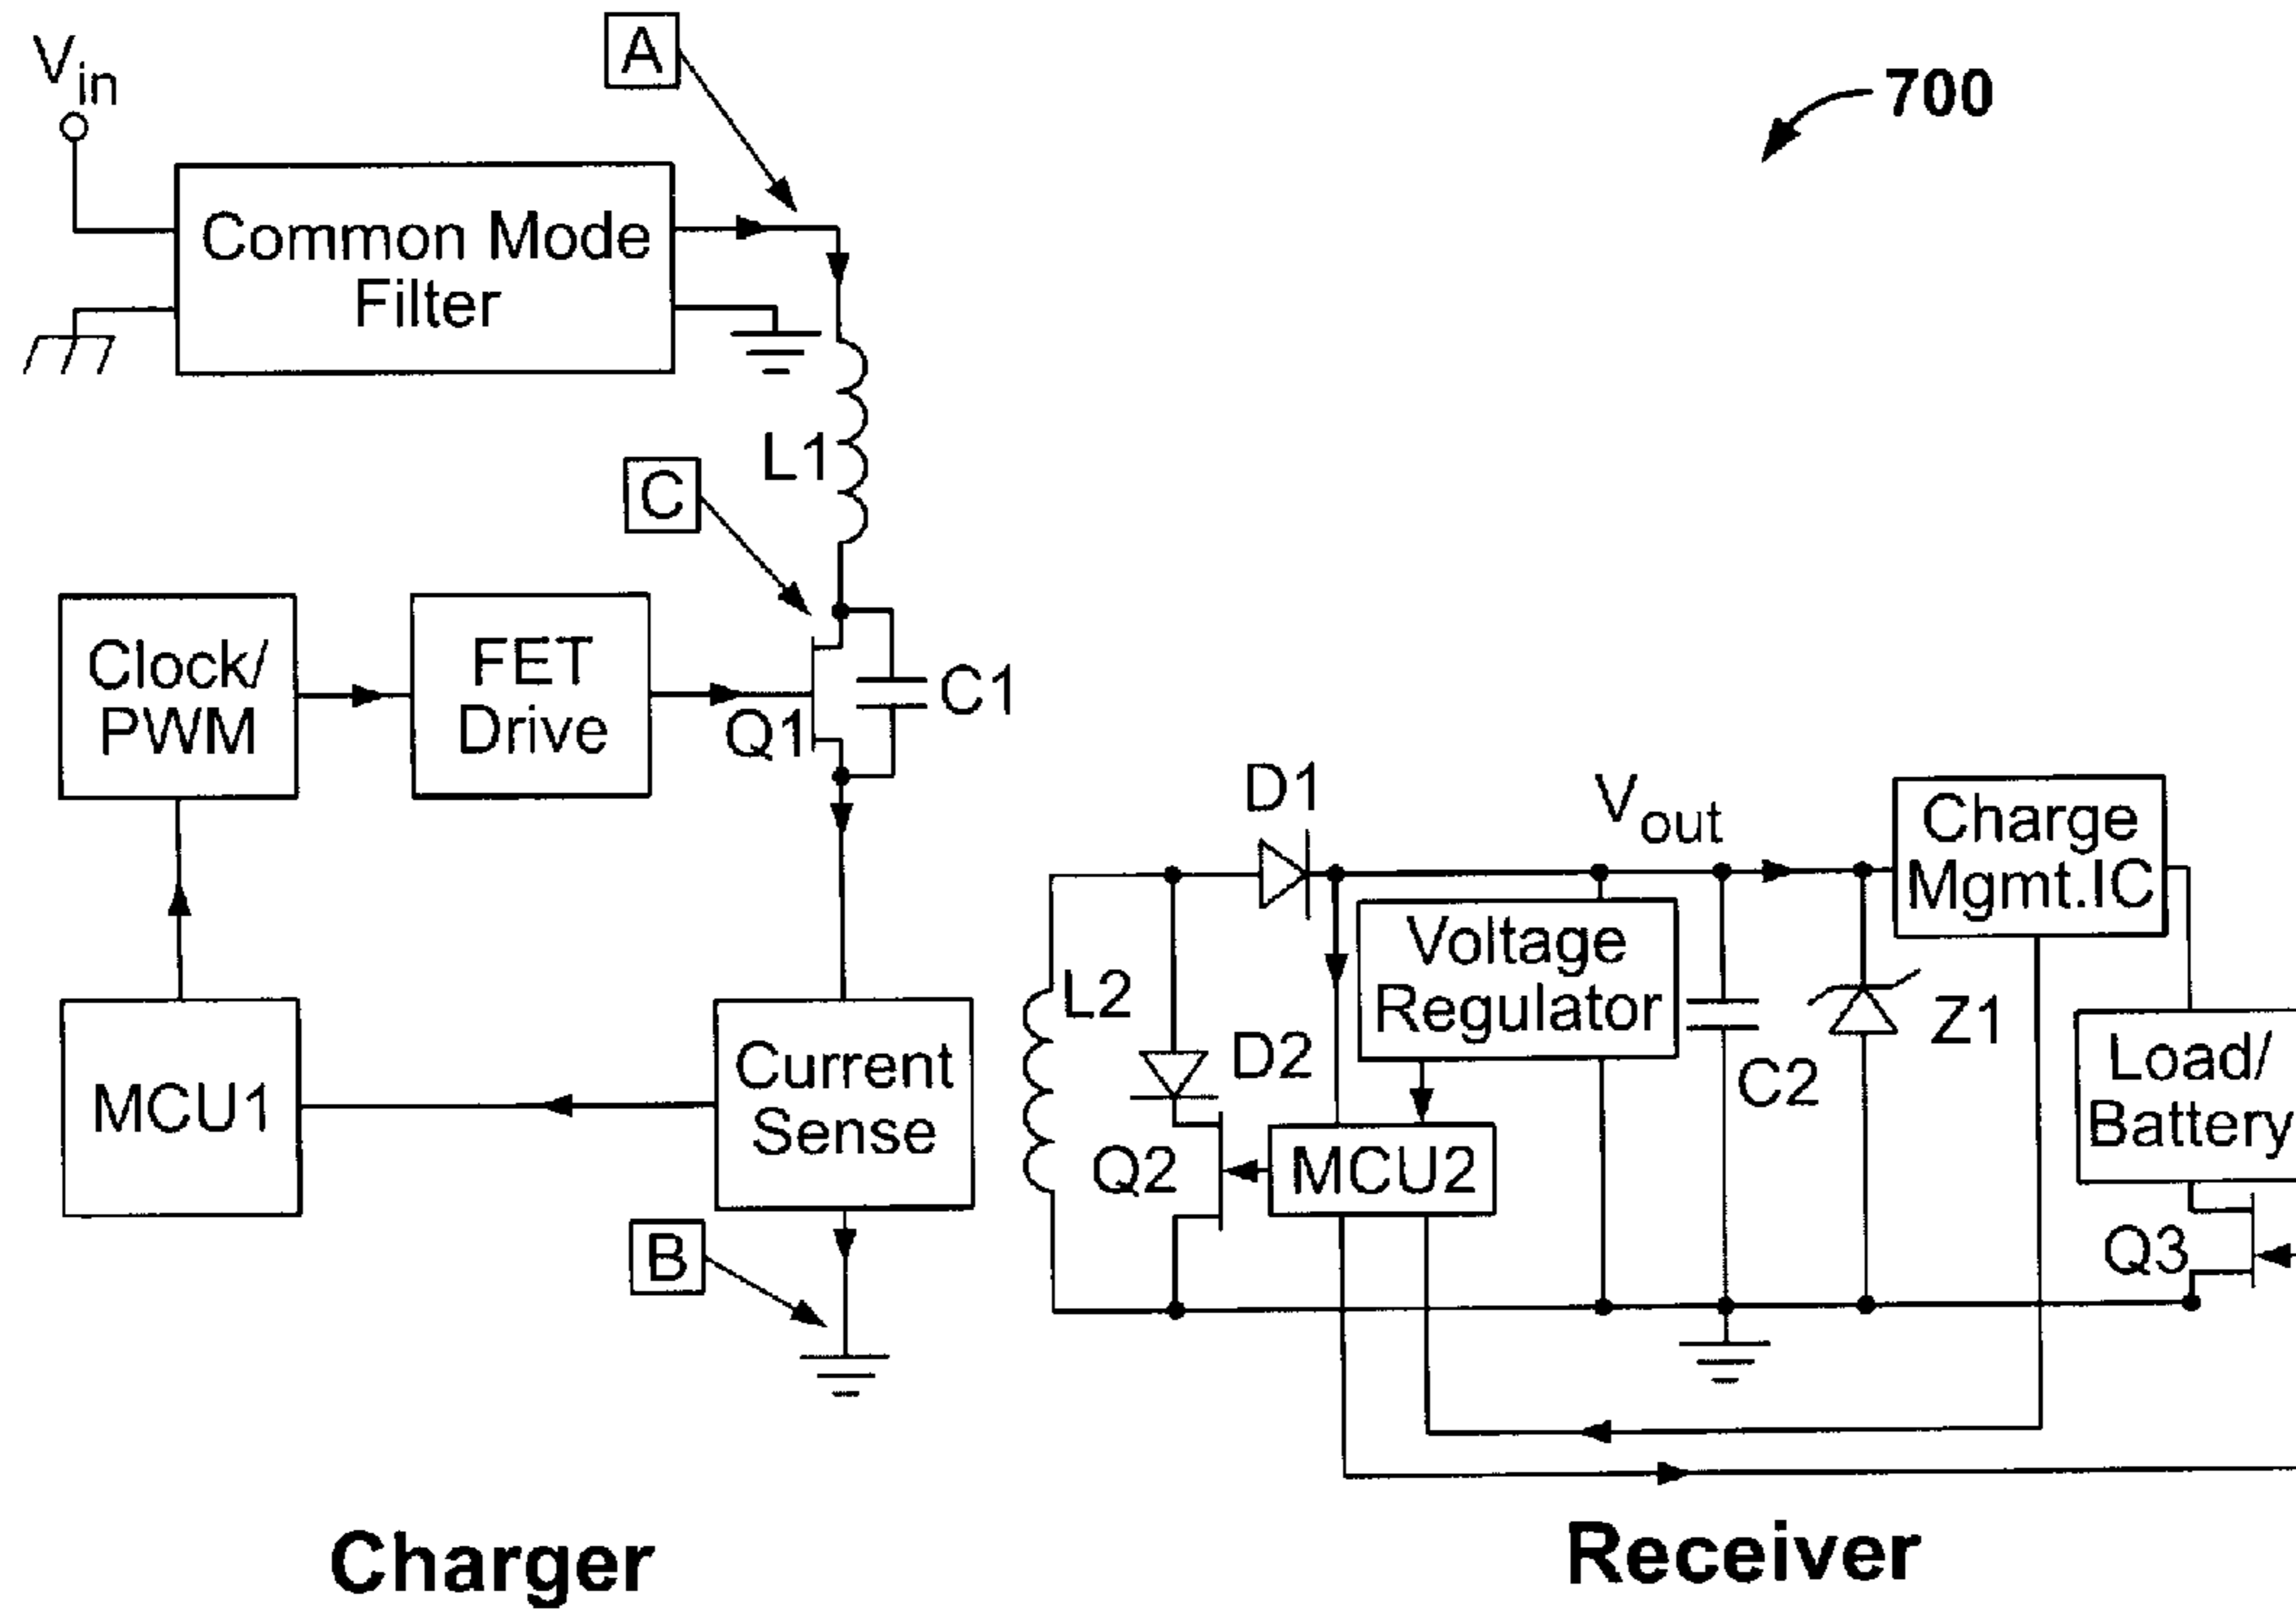 A
Vin
700
Common Mode
Filter
L1
C
Clock/
PWM
FET
Drive
Q1
C1
D1
Vout
Charge
Mgmt.IC
Voltage
Regulator
L2
D2
Z1
C2
Load/
Battery
MCU1
Current
Sense
Q2
MCU2
B
Q3
Charger
Receiver